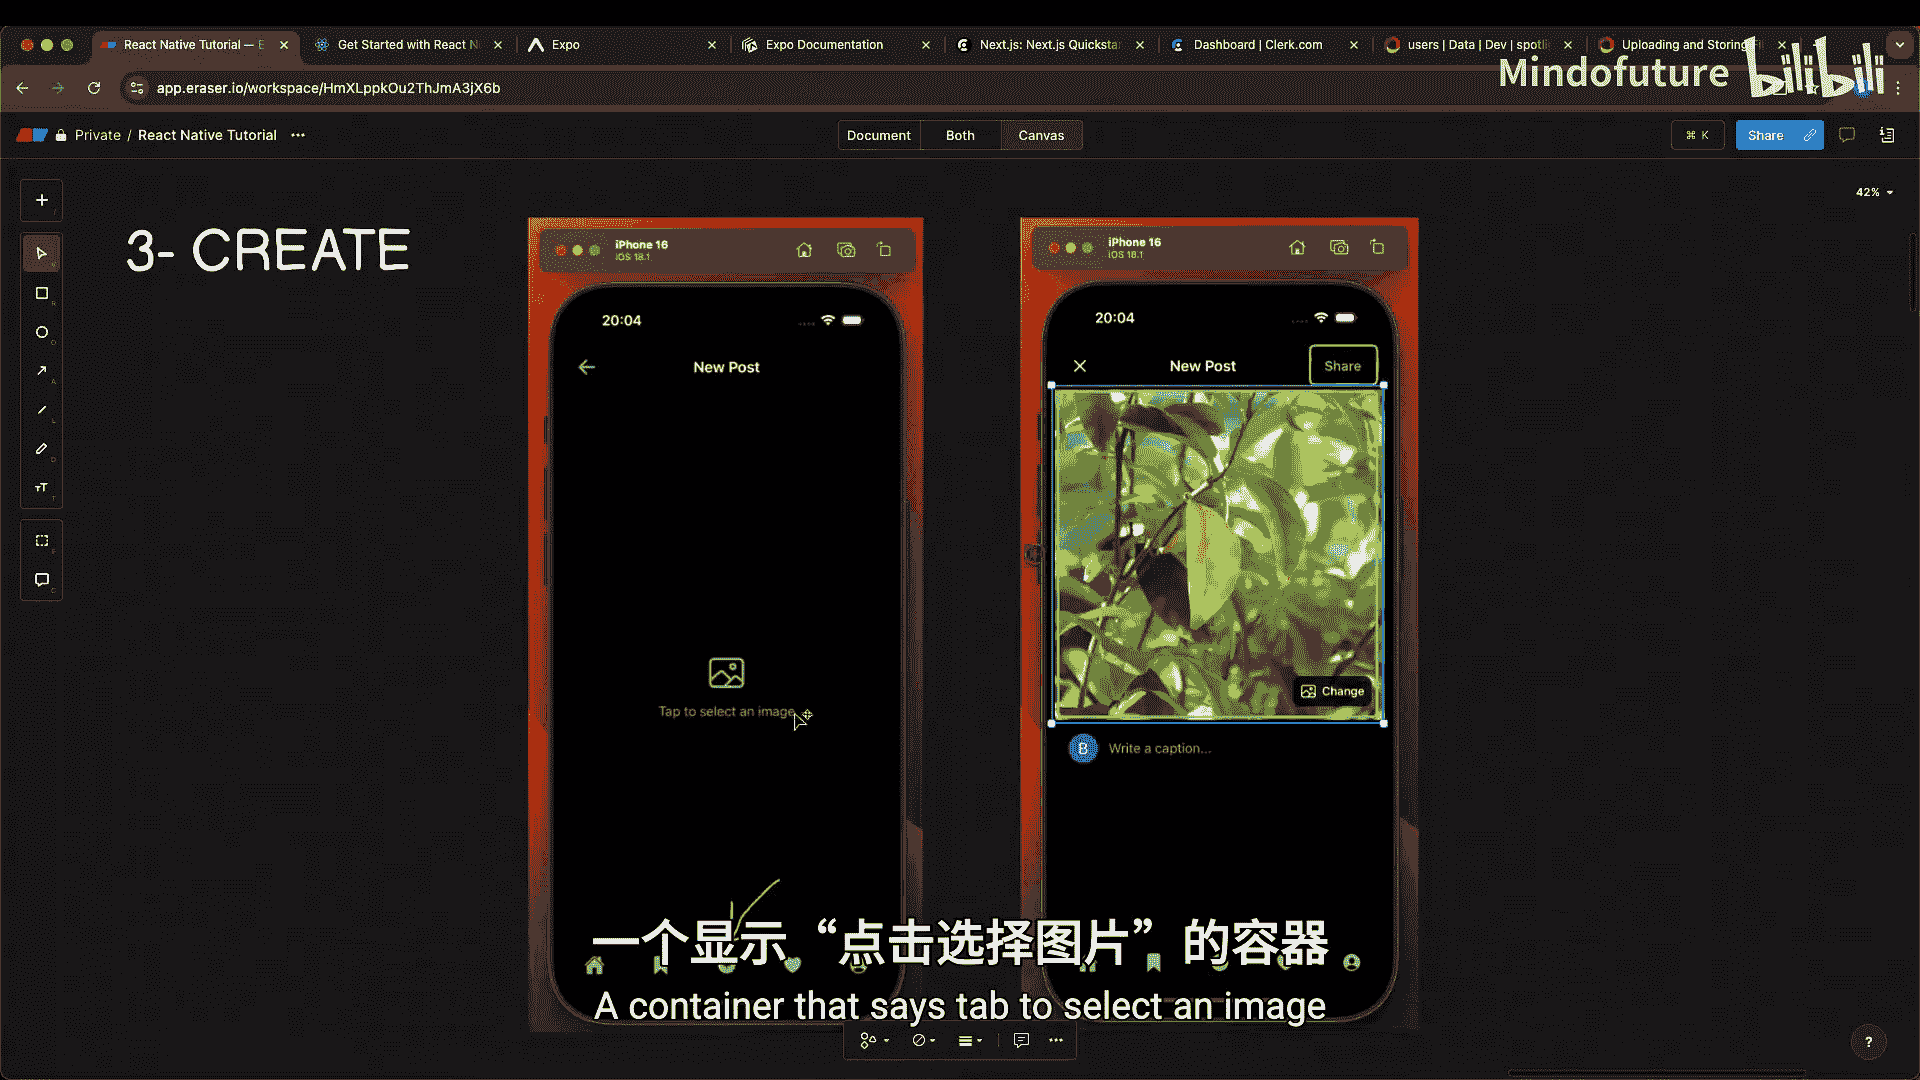 React Native Tutorial — E
Get Started with React N
Expo
Expo Documentation
Next.js: Next.js Quicksta
Dashboard | Clerk.com
users | Data | Dev | spotli
Uploading and Storing
Mindofuture
bilibili
app.eraser.io/workspace/HmXLppkOu2ThJmA3jX6b
Private / React Native Tutorial
Document
Both
Canvas
⌘ K
Share
42%
3- CREATE
iPhone 16
iOS 18.1
20:04
New Post
Tap to select an image
iPhone 16
iOS 18.1
20:04
New Post
Share
Change
8
Write a caption...
一个显示“点击选择图片”的容器
A container that says tab to select an image
?